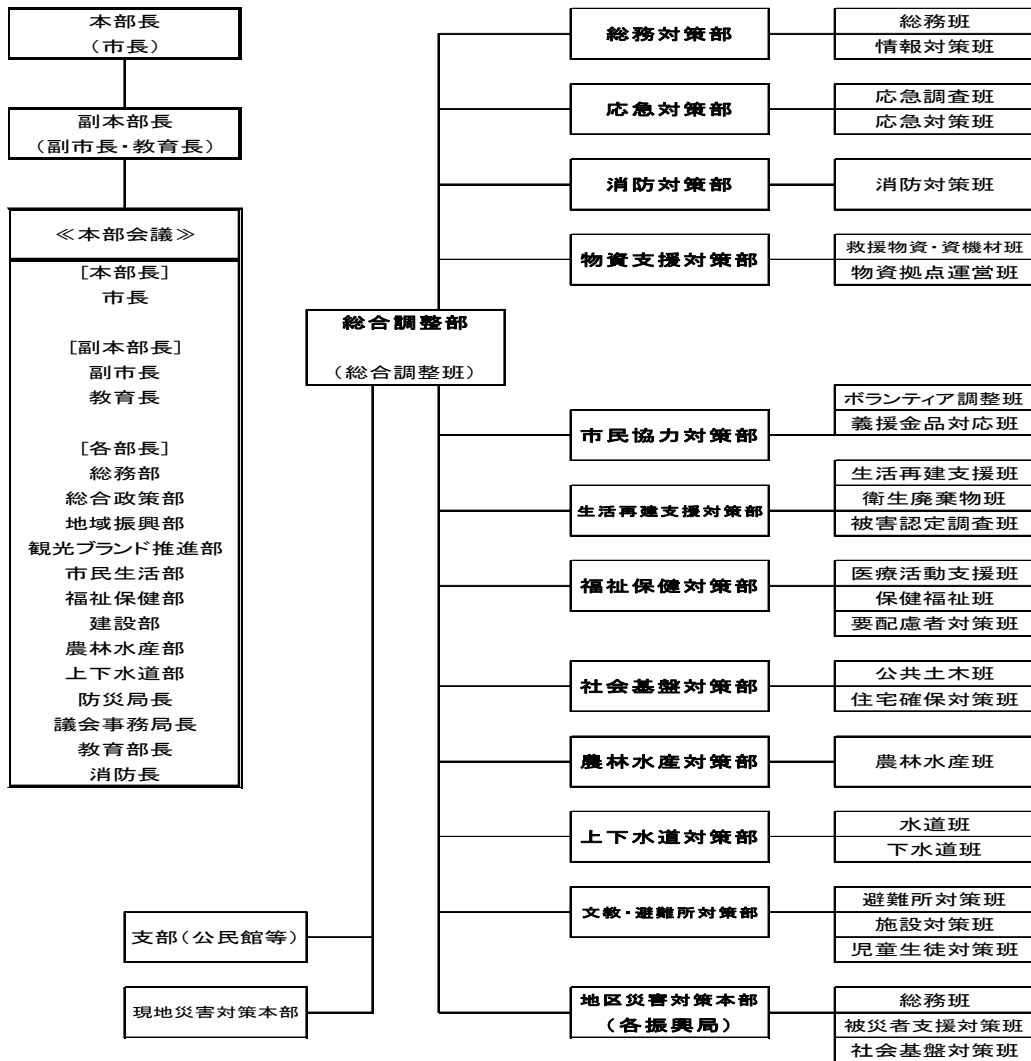 本部長
（市長）
副本部長
（副市長・教育長）
≪本部会議≫
[本部長]
市長
[副本部長]
副市長
教育長
[各部長]
総務部
総合政策部
地域振興部
観光ブランド推進部
市民生活部
福祉保健部
建設部
農林水産部
上下水道部
防災局長
議会事務局長
教育部長
消防長
総合調整部
（総合調整班）
支部（公民館等）
現地災害対策本部
総務対策部
総務班
情報対策班
応急対策部
応急調査班
応急対策班
消防対策部
消防対策班
物資支援対策部
救援物資・資機材班
物資拠点運営班
市民協力対策部
ボランティア調整班
義援金品対応班
生活再建支援対策部
生活再建支援班
衛生廃棄物班
被害認定調査班
福祉保健対策部
医療活動支援班
保健福祉班
要配慮者対策班
社会基盤対策部
公共土木班
住宅確保対策班
農林水産対策部
農林水産班
上下水道対策部
水道班
下水道班
文教・避難所対策部
避難所対策班
施設対策班
児童生徒対策班
地区災害対策本部
（各振興局）
総務班
被災者支援対策班
社会基盤対策班